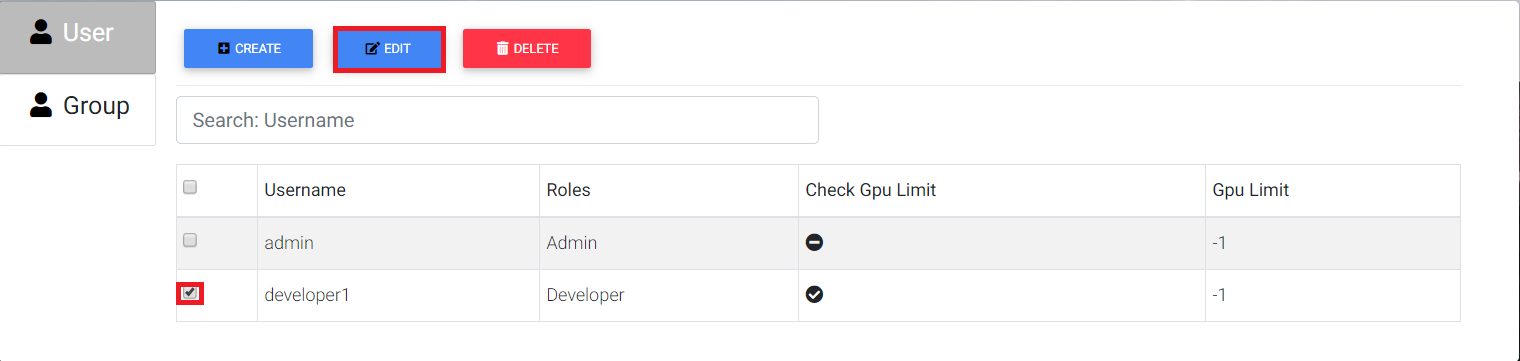 User
Group
CREATE EDIT DELETE
Search: Username
Username Roles Check Gpu Limit Gpu Limit
admin Admin -1
developer1 Developer -1